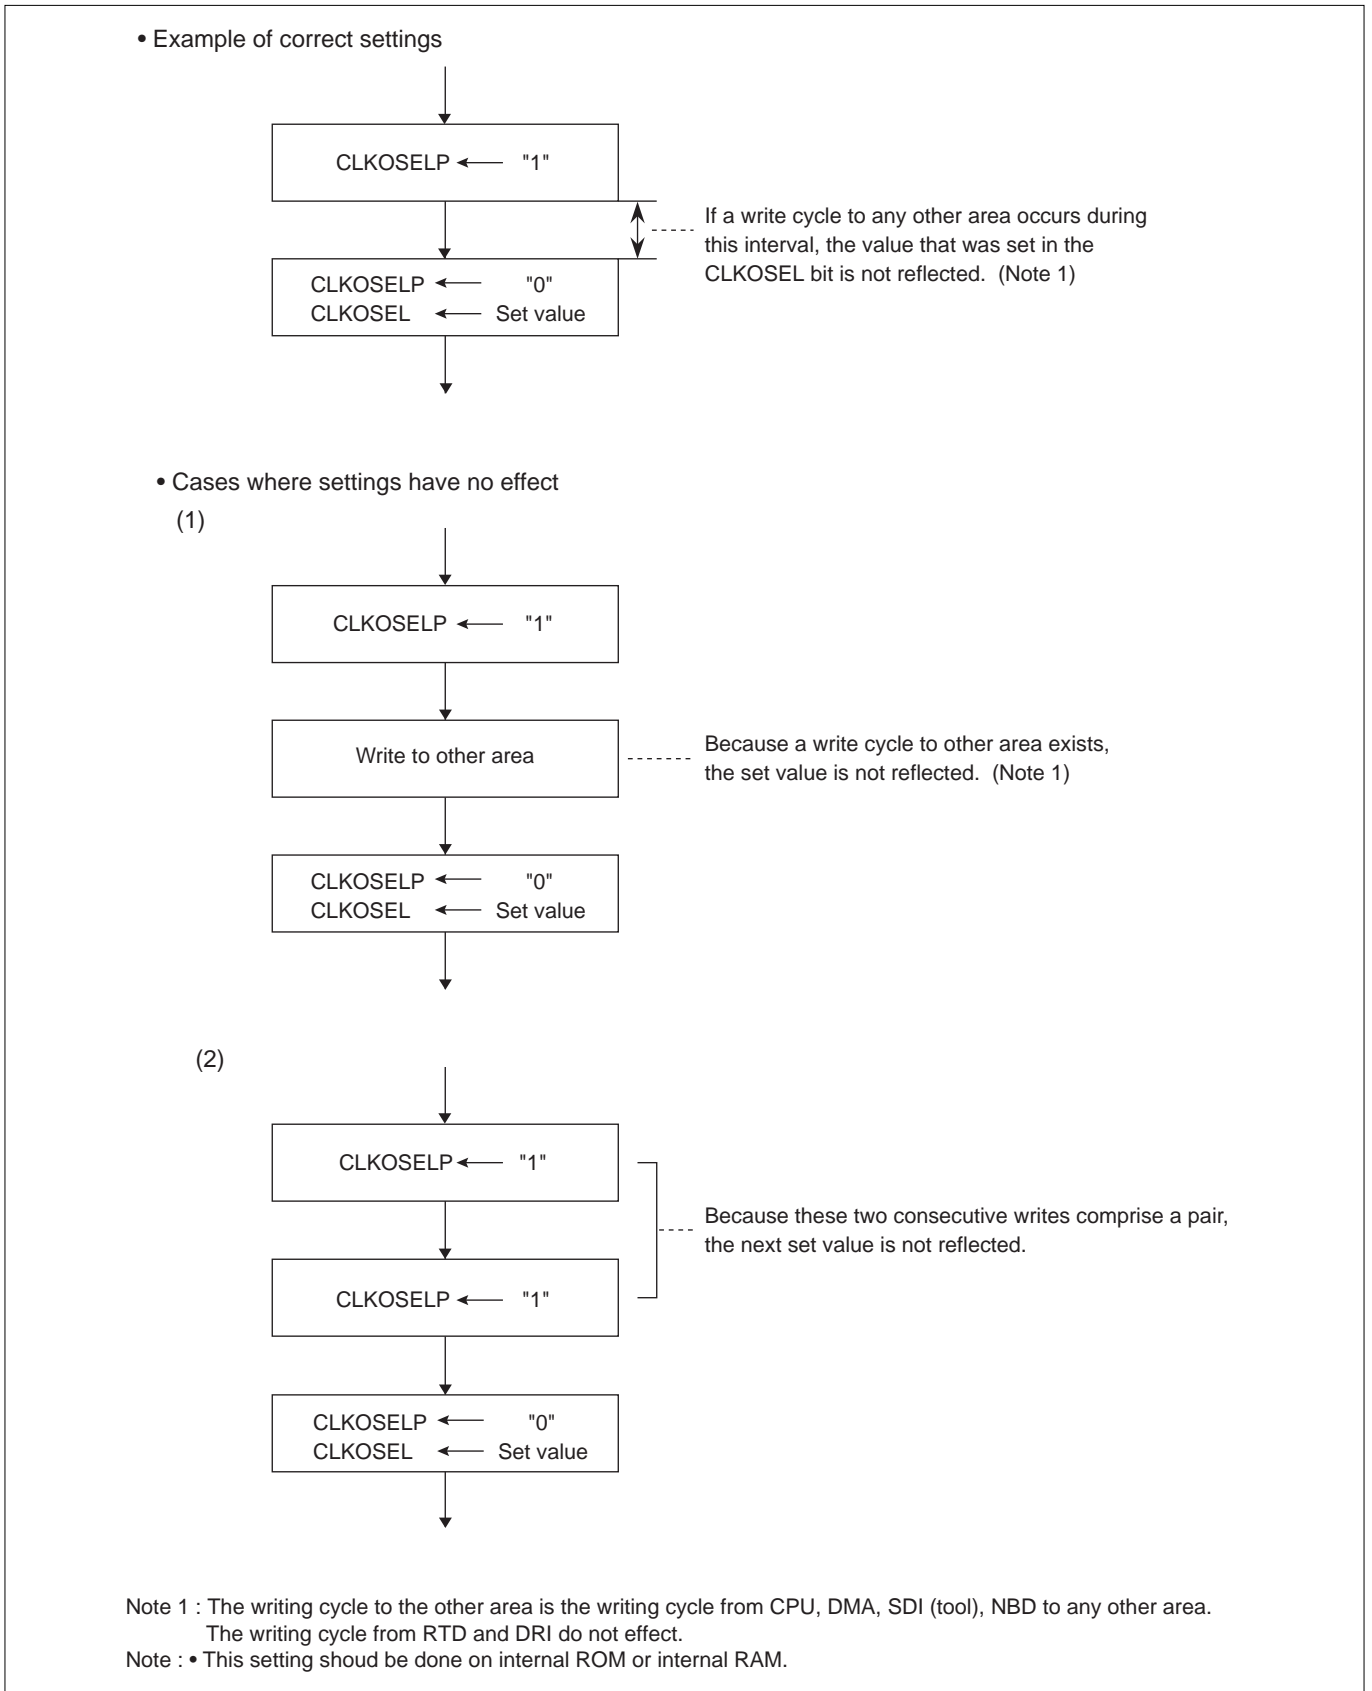 • Example of correct settings
CLKOSELP ← "1"
If a write cycle to any other area occurs during
this interval, the value that was set in the
CLKOSEL bit is not reflected. (Note 1)
CLKOSELP ← "0"
CLKOSEL ← Set value
• Cases where settings have no effect
(1)
CLKOSELP ← "1"
Write to other area
Because a write cycle to other area exists,
the set value is not reflected. (Note 1)
CLKOSELP ← "0"
CLKOSEL ← Set value
(2)
CLKOSELP ← "1"
Because these two consecutive writes comprise a pair,
the next set value is not reflected.
CLKOSELP ← "1"
CLKOSELP ← "0"
CLKOSEL ← Set value
Note 1 : The writing cycle to the other area is the writing cycle from CPU, DMA, SDI (tool), NBD to any other area.
The writing cycle from RTD and DRI do not effect.
Note : • This setting shoud be done on internal ROM or internal RAM.